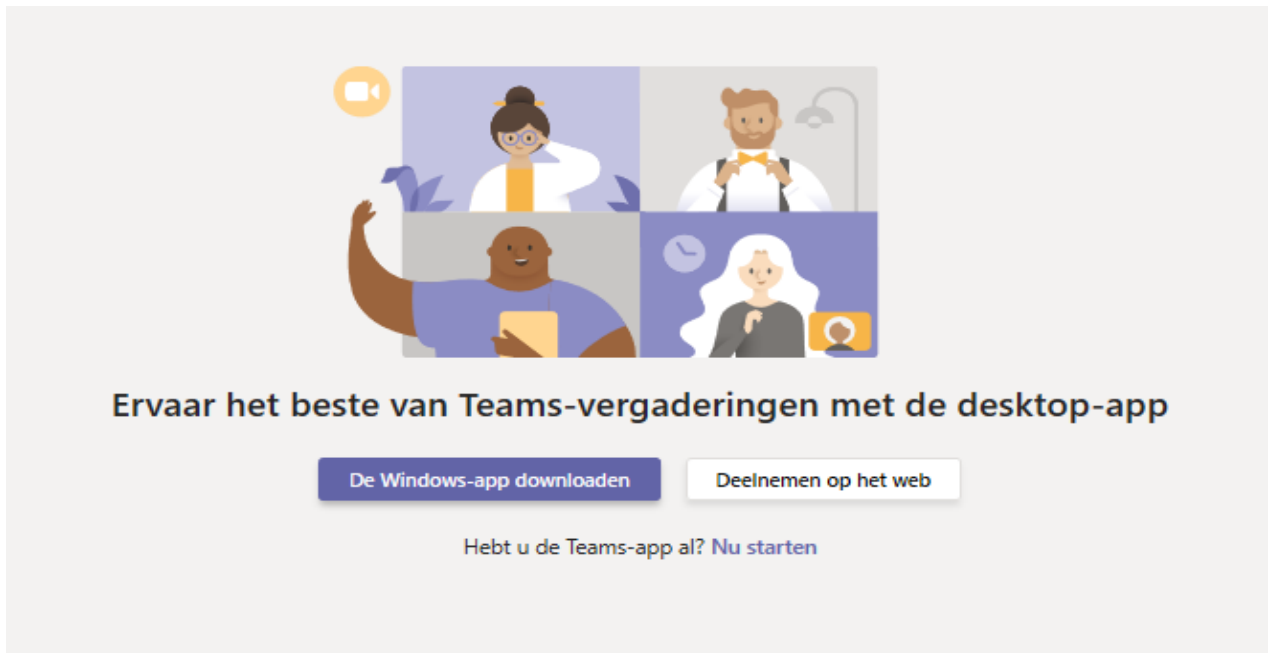 Ervaar het beste van Teams-vergaderingen met de desktop-app
De Windows-app downloaden
Deelnemen op het web
Hebt u de Teams-app al? Nu starten